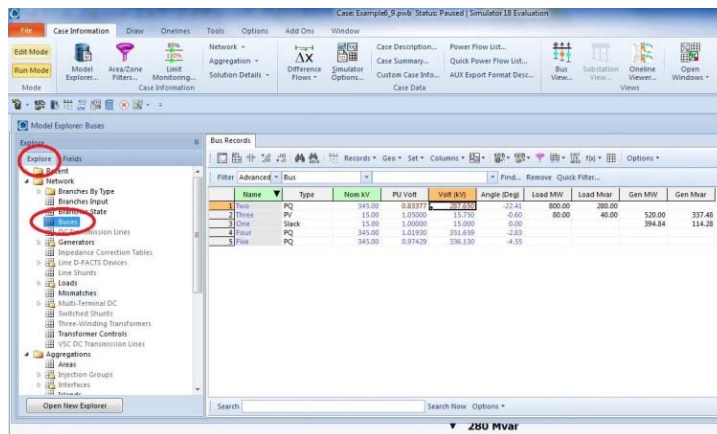 Case: Example6_9.pwb Status: Paused | Simulator 18 Evaluation
File Case Information Draw Onelines Tools Options Add Ons Window
Edit Mode
Run Mode
Model Explorer...
Area/Zone Filters...
Limit Monitoring...
Network
Aggregation
Solution Details
Difference Flows
Simulator Options...
Case Description...
Case Summary...
Custom Case Info...
Power Flow List...
Quick Power Flow List...
AUX Export Format Desc...
Bus View...
Substation View...
Oneline Viewer...
Open Windows
Mode Case Information Case Data Views
Model Explorer: Buses
Explore
Explore Fields
Recent
Network
Branches By Type
Branches Input
Branches State
Buses
DC Transmission Lines
Generators
Impedance Correction Tables
Line D-FACTS Devices
Line Shunts
Loads
Mismatches
Multi-Terminal DC
Switched Shunts
Three-Winding Transformers
Transformer Controls
VSC DC Transmission Lines
Aggregations
Areas
Injection Groups
Interfaces
Islands
Open New Explorer
Bus Records
Records Geo Set Columns f(x) Options
Filter Advanced Bus Find... Remove Quick Filter...
Name Type Nom kV PU Volt Volt (kV) Angle (Deg) Load MW Load Mvar Gen MW Gen Mvar
1 Two PQ 345.00 0.83377 287.650 -22.41 800.00 280.00
2 Three PV 15.00 1.05000 15.750 -0.60 80.00 40.00 520.00 337.48
3 One Slack 15.00 1.00000 15.000 0.00 394.84 114.28
4 Four PQ 345.00 1.01930 351.659 -2.83
5 Five PQ 345.00 0.97429 336.130 -4.55
Search Search Now Options
280 Mvar